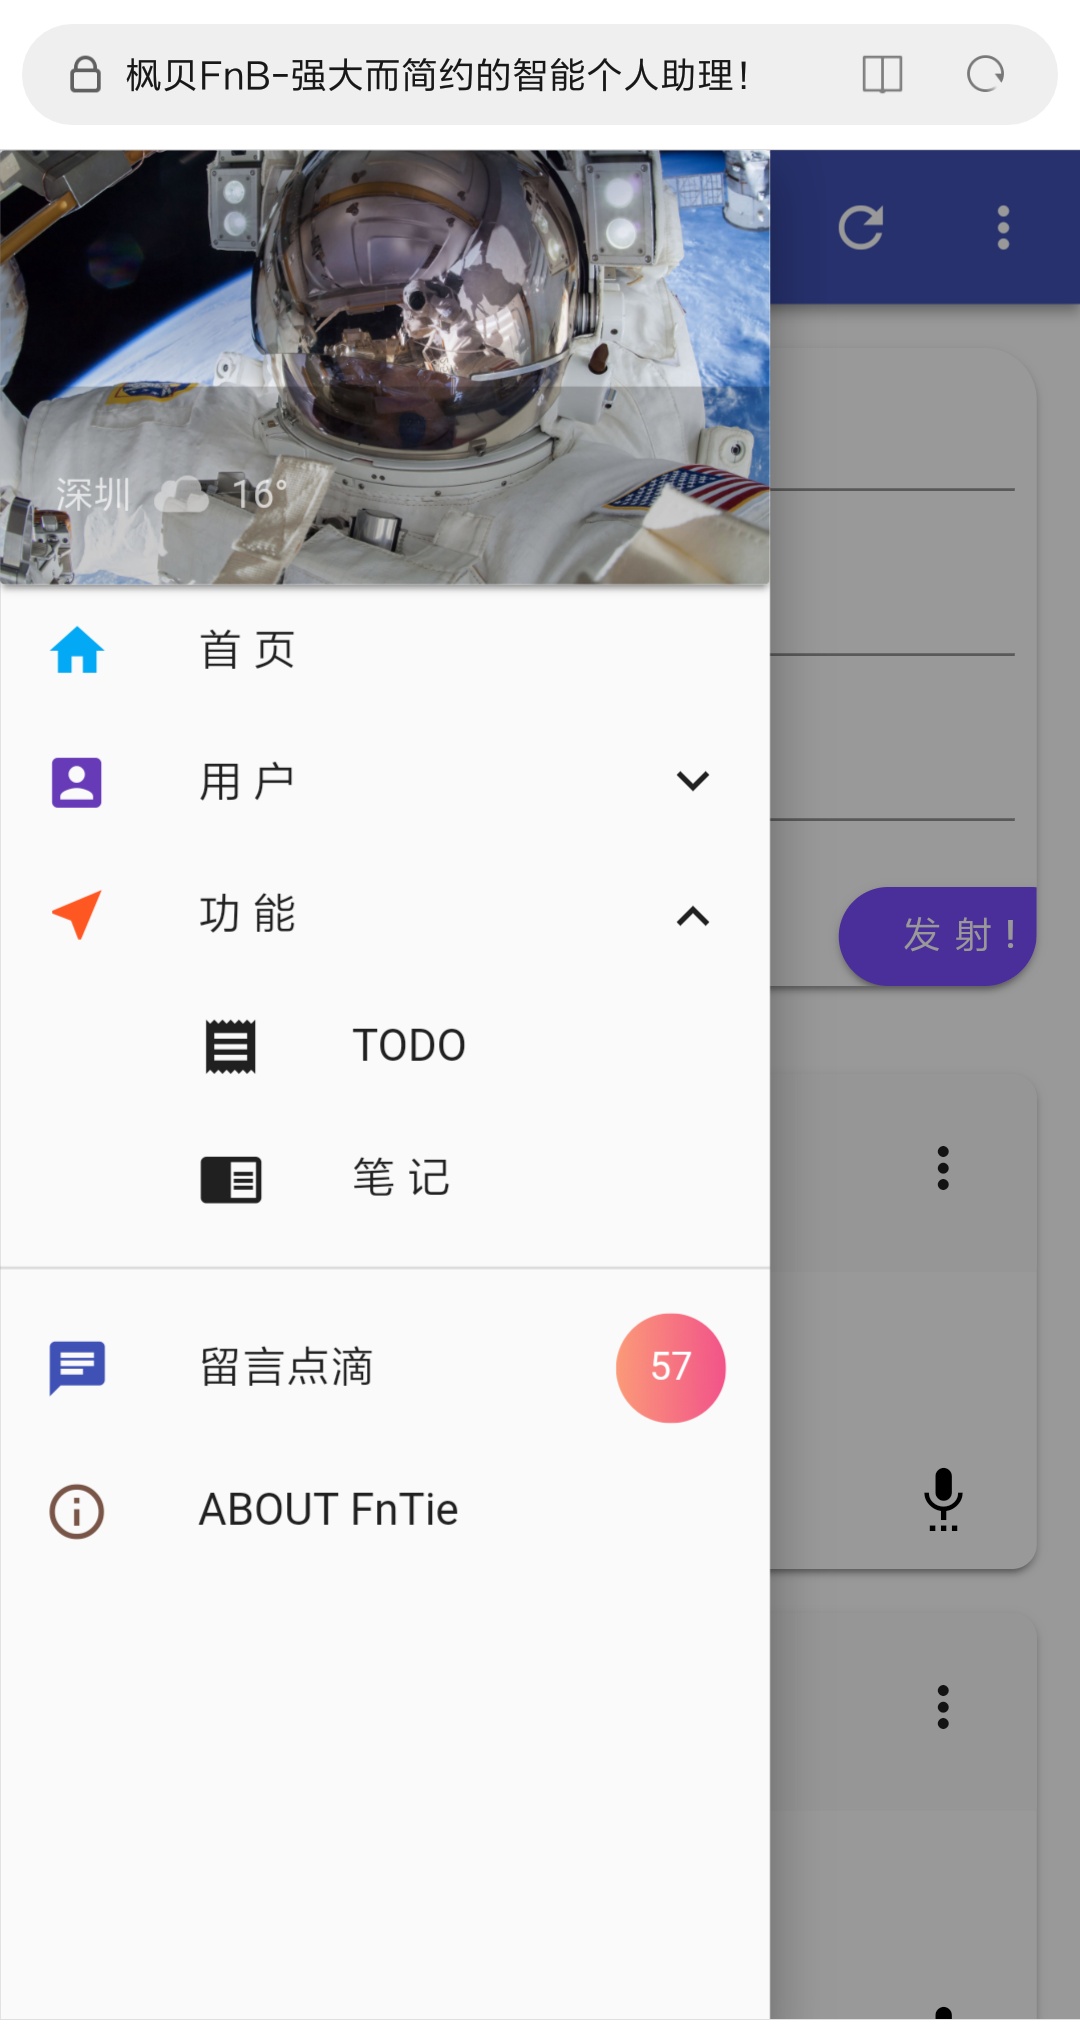 枫贝FnB-强大而简约的智能个人助理！
深圳 16°
首 页
用 户
功 能
发 射 !
TODO
笔 记
留言点滴 57
ABOUT FnTie